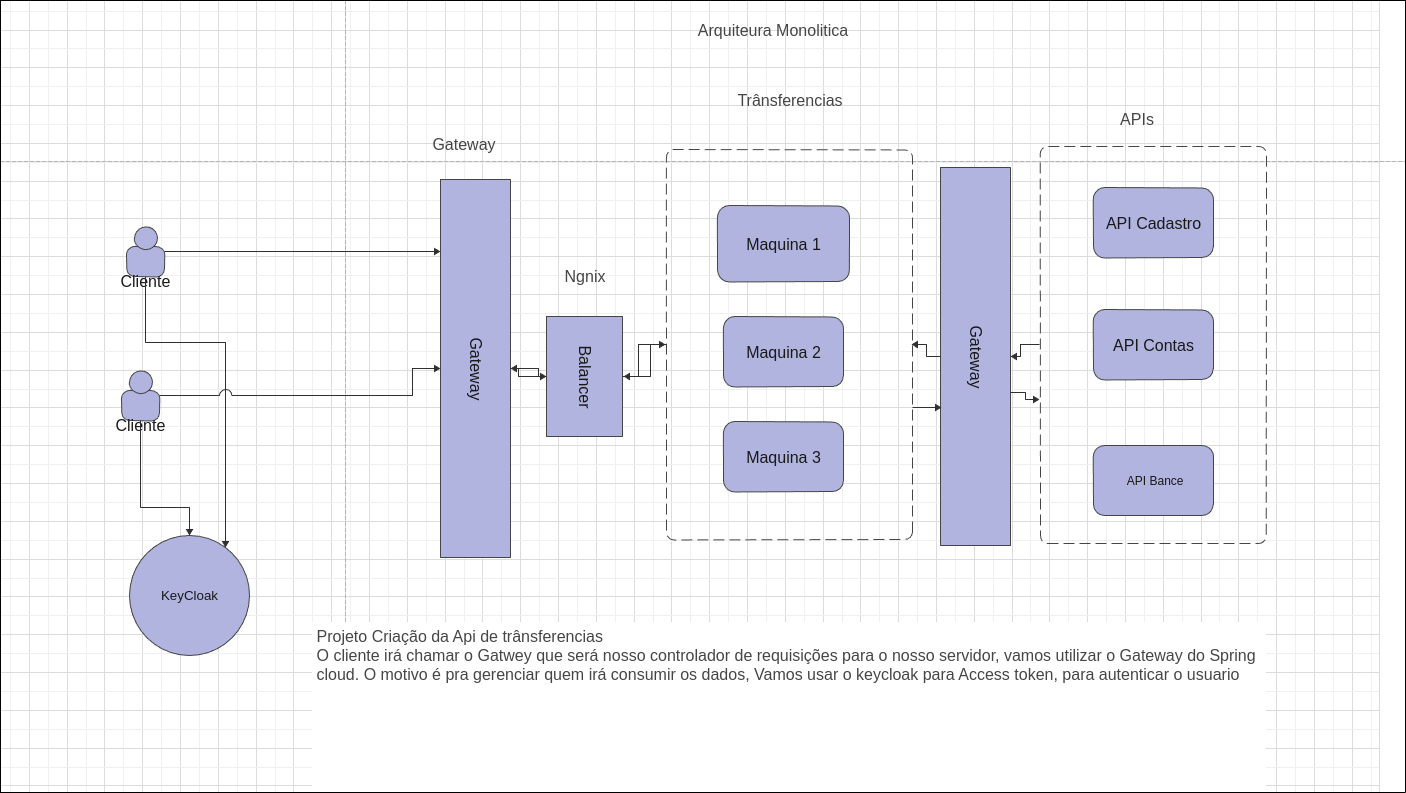 Arquiteura Monolitica
Trânsferencias
APIs
Gateway
API Cadastro
Maquina 1
Cliente
Ngnix
Gateway
Balancer
Maquina 2
Gateway
API Contas
Cliente
Maquina 3
API Bance
KeyCloak
Projeto Criação da Api de trânsferencias
O cliente irá chamar o Gatwey que será nosso controlador de requisições para o nosso servidor, vamos utilizar o Gateway do Spring
cloud. O motivo é pra gerenciar quem irá consumir os dados, Vamos usar o keycloak para Access token, para autenticar o usuario